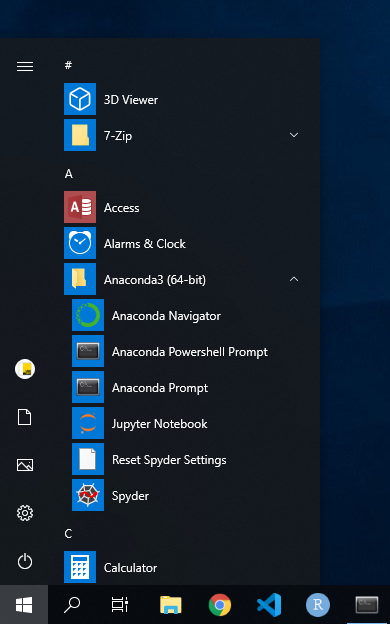 #
3D Viewer
7-Zip
A
Access
Alarms & Clock
Anaconda3 (64-bit)
Anaconda Navigator
Anaconda Powershell Prompt
Anaconda Prompt
Jupyter Notebook
Reset Spyder Settings
Spyder
C
Calculator
R